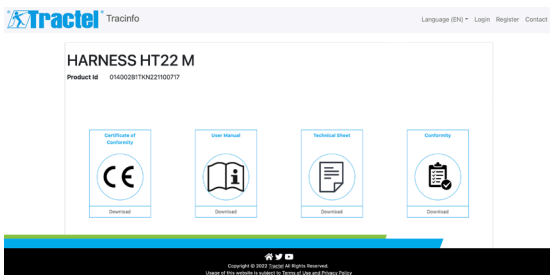 Tractel® Tracinfo
Language (EN) Login Register Contact
HARNESS HT22 M
Product Id 014002B1TKN221100717
Certificate of
Conformity
User Manual
Technical Sheet
Conformity
CE
i
Download
Download
Download
Download
Copyright © 2022 Tractel All Rights Reserved.
Usage of this website is subject to Terms of Use and Privacy Policy